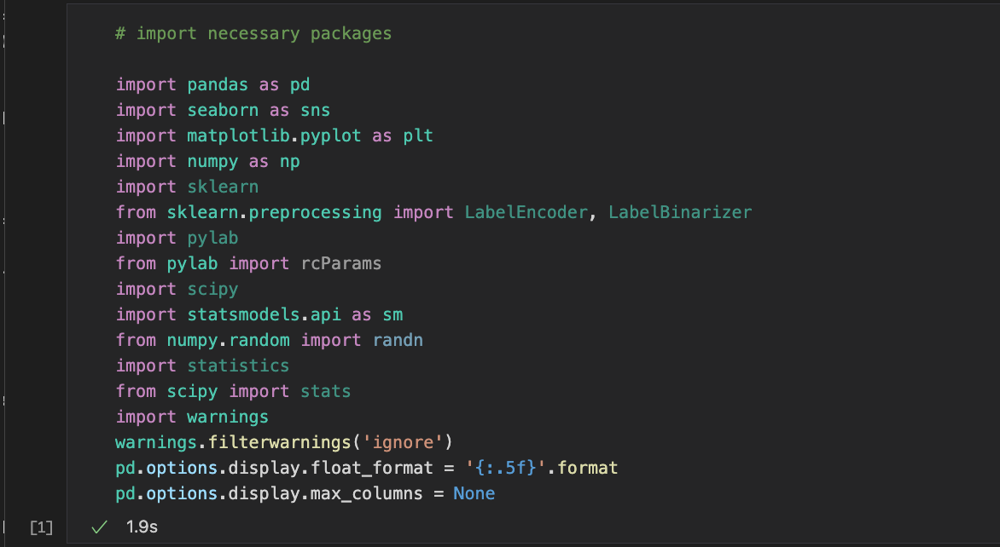 # import necessary packages
import pandas as pd
import seaborn as sns
import matplotlib.pyplot as plt
import numpy as np
import sklearn
from sklearn.preprocessing import LabelEncoder, LabelBinarizer
import pylab
from pylab import rcParams
import scipy
import statsmodels.api as sm
from numpy.random import randn
import statistics
from scipy import stats
import warnings
warnings.filterwarnings('ignore')
pd.options.display.float_format = '{:.5f}'.format
pd.options.display.max_columns = None
[1] ✓ 1.9s